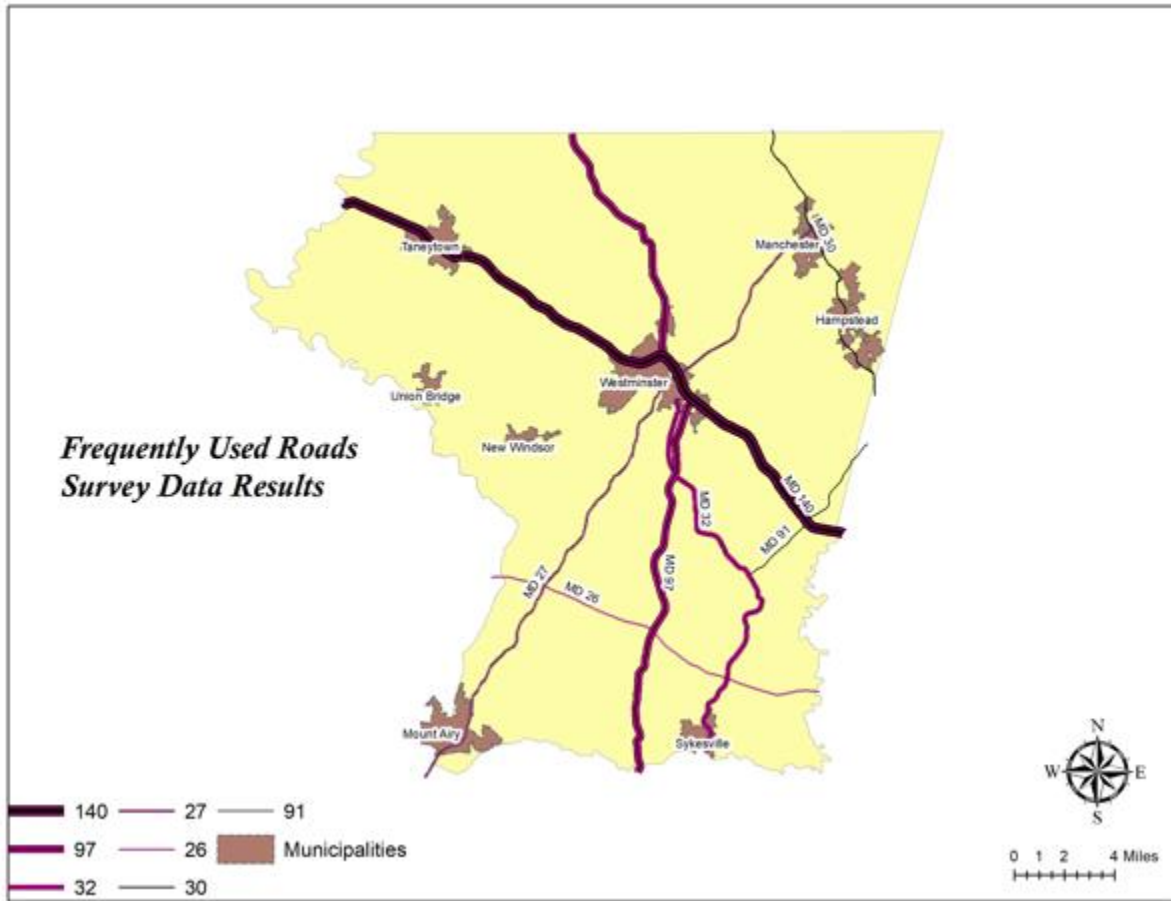 MD 30
Taneytown
Manchester
Hampstead
Westminster
Union Bridge
New Windsor
Frequently Used Roads
Survey Data Results
MD 140
MD 32
MD 91
MD 97
MD 27
MD 26
Mount Airy
Sykesville
N
W E
S
140 27 91
97 26 Municipalities
32 30
0 1 2 4 Miles